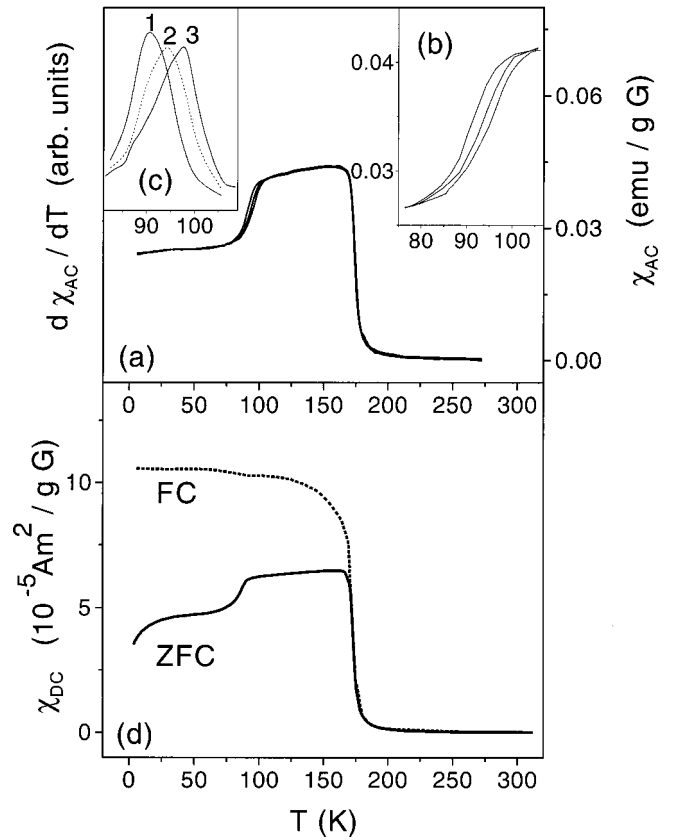 1
2 3
(c)
90 100
(b)
0.04
0.03
80 90 100
0.06
0.03
0.00
d χAC / dT (arb. units)
χAC (emu / g G)
(a)
0 50 100 150 200 250 300
10
5
0
FC
ZFC
(d)
χDC (10⁻⁵Am² / g G)
0 50 100 150 200 250 300
T (K)